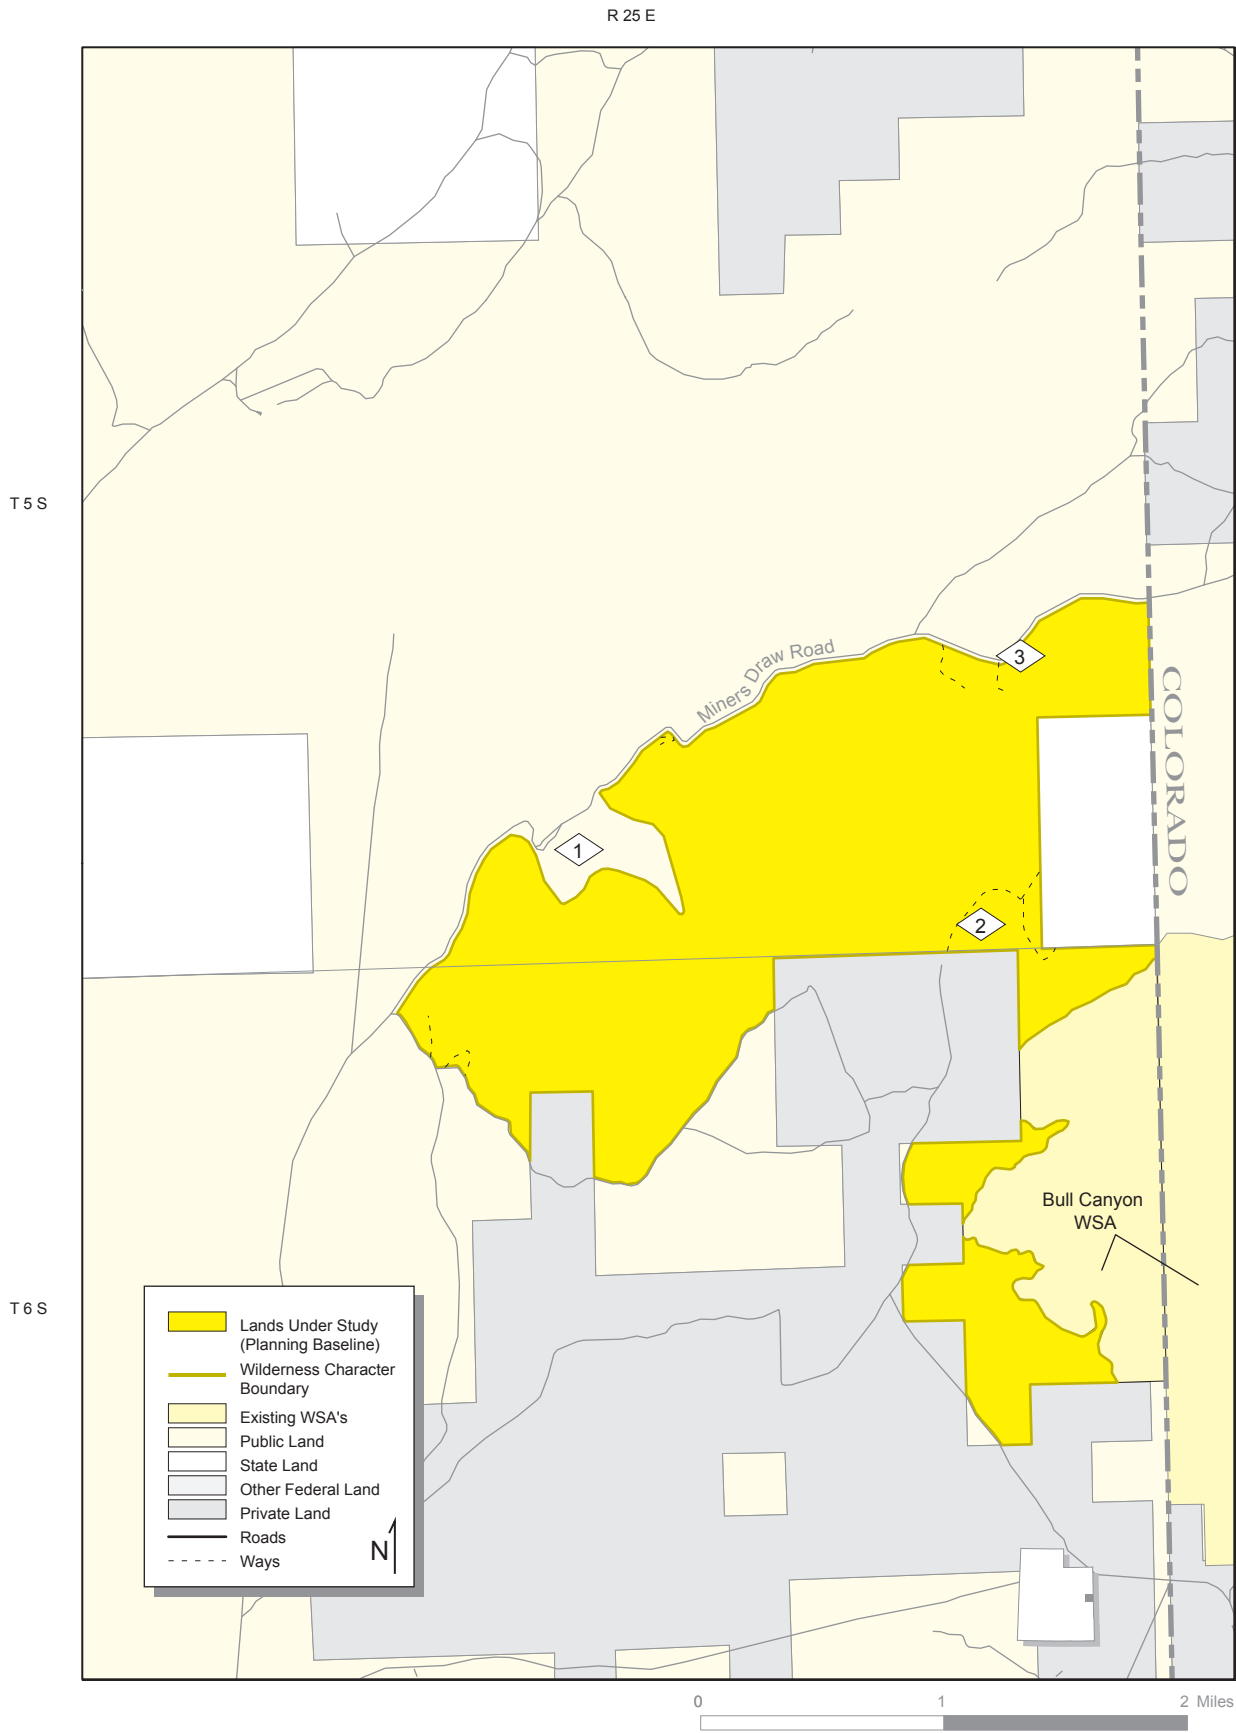 R 25 E
T 5 S
Miners Draw Road
3
COLORADO
1
2
Bull Canyon
WSA
T 6 S
Lands Under Study
(Planning Baseline)
Wilderness Character
Boundary
Existing WSA's
Public Land
State Land
Other Federal Land
Private Land
Roads
Ways
N
0 1 2 Miles